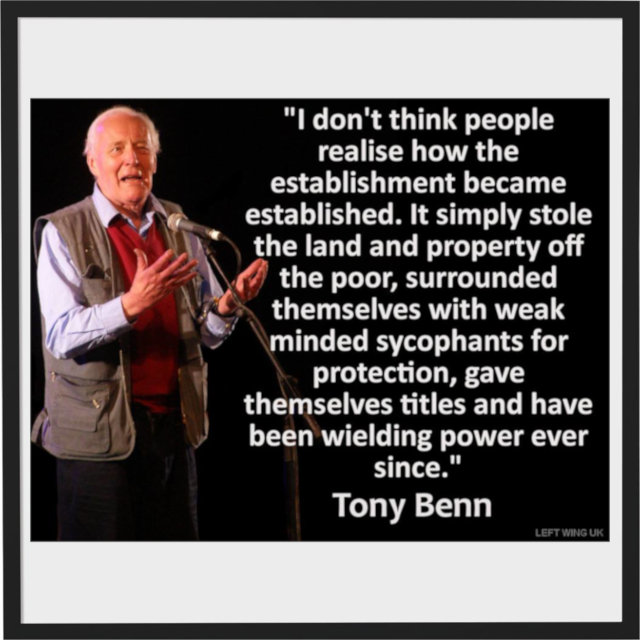 "I don't think people
realise how the
establishment became
established. It simply stole
the land and property off
the poor, surrounded
themselves with weak
minded sycophants for
protection, gave
themselves titles and have
been wielding power ever
since."
Tony Benn
LEFT WING UK